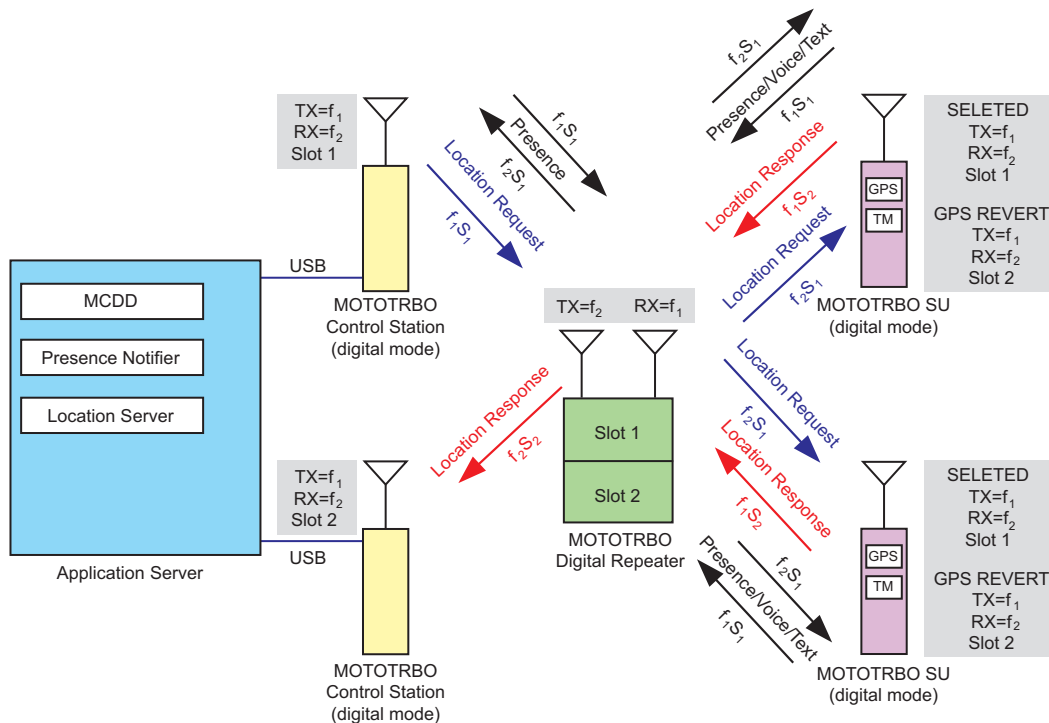 TX=f₁
RX=f₂
Slot 1
Presence
f₁S₁
f₂S₁
Location Request
f₁S₁
f₂S₁
Presence/Voice/Text
f₁S₁
Location Response
f₁S₂
Location Request
f₂S₁
SELETED
TX=f₁
RX=f₂
Slot 1
GPS REVERT
TX=f₁
RX=f₂
Slot 2
GPS
TM
MOTOTRBO SU
(digital mode)
USB
MCDD
Presence Notifier
Location Server
Application Server
MOTOTRBO
Control Station
(digital mode)
TX=f₂
RX=f₁
Slot 1
Slot 2
MOTOTRBO
Digital Repeater
Location Response
f₂S₂
TX=f₁
RX=f₂
Slot 2
USB
MOTOTRBO
Control Station
(digital mode)
Location Request
f₂S₁
Location Response
f₁S₂
f₂S₁
Presence/Voice/Text
f₁S₁
SELETED
TX=f₁
RX=f₂
Slot 1
GPS REVERT
TX=f₁
RX=f₂
Slot 2
GPS
TM
MOTOTRBO SU
(digital mode)